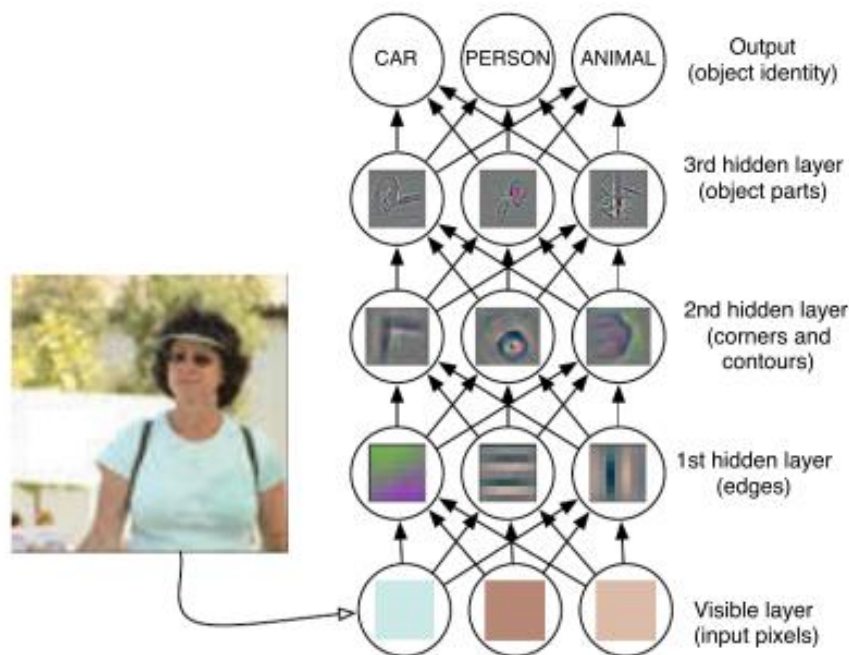 CAR PERSON ANIMAL
Output
(object identity)
3rd hidden layer
(object parts)
2nd hidden layer
(corners and
contours)
1st hidden layer
(edges)
Visible layer
(input pixels)